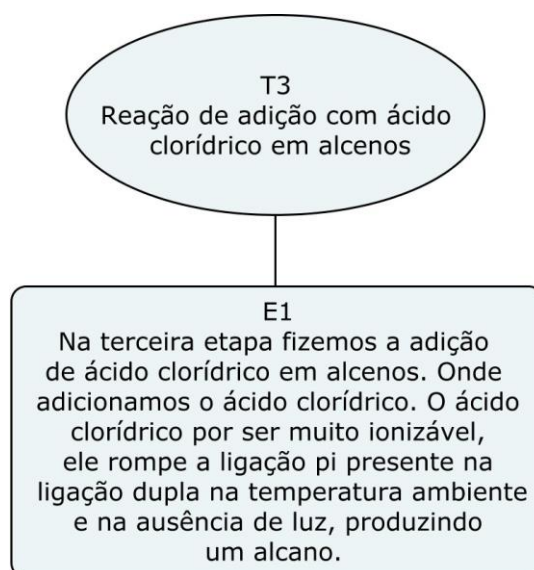 T3
Reação de adição com ácido
clorídrico em alcenos
E1
Na terceira etapa fizemos a adição
de ácido clorídrico em alcenos. Onde
adicionamos o ácido clorídrico. O ácido
clorídrico por ser muito ionizável,
ele rompe a ligação pi presente na
ligação dupla na temperatura ambiente
e na ausência de luz, produzindo
um alcano.